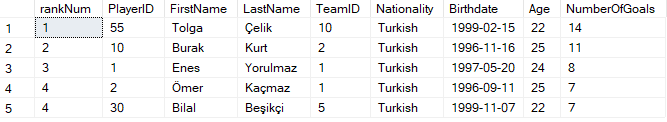 rankNum PlayerID FirstName LastName TeamID Nationality Birthdate Age NumberOfGoals
1 1 55 Tolga Çelik 10 Turkish 1999-02-15 22 14
2 2 10 Burak Kurt 2 Turkish 1996-11-16 25 11
3 3 1 Enes Yorulmaz 1 Turkish 1997-05-20 24 8
4 4 2 Ömer Kaçmaz 1 Turkish 1996-09-11 25 7
5 4 30 Bilal Beşikçi 5 Turkish 1999-11-07 22 7